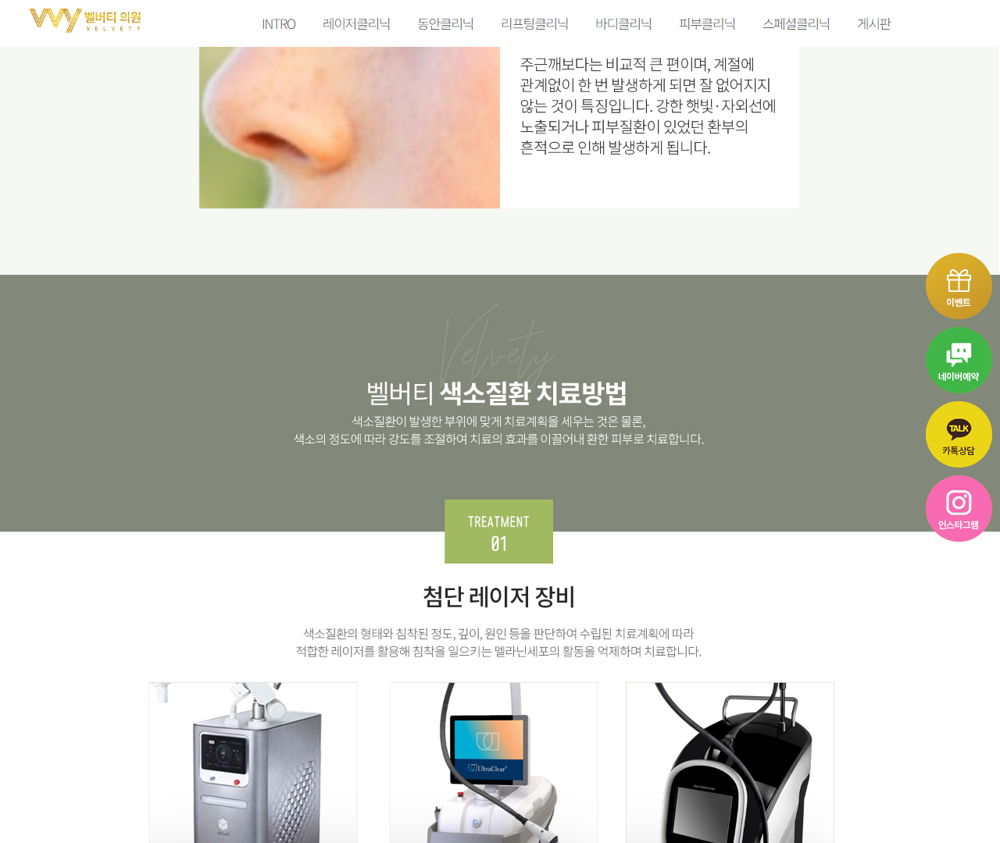 벨버티 의원
VELVETY
INTRO 레이저클리닉 동안클리닉 리프팅클리닉 바디클리닉 피부클리닉 스페셜클리닉 게시판
주근깨보다는 비교적 큰 편이며, 계절에
관계없이 한 번 발생하게 되면 잘 없어지지
않는 것이 특징입니다. 강한 햇빛·자외선에
노출되거나 피부질환이 있었던 환부의
흔적으로 인해 발생하게 됩니다.
이벤트
네이버예약
TALK
카톡상담
인스타그램
Velvety
벨버티 색소질환 치료방법
색소질환이 발생한 부위에 맞게 치료계획을 세우는 것은 물론,
색소의 정도에 따라 강도를 조절하여 치료의 효과를 이끌어내 환한 피부로 치료합니다.
TREATMENT
01
첨단 레이저 장비
색소질환의 형태와 침착된 정도, 깊이, 원인 등을 판단하여 수립된 치료계획에 따라
적합한 레이저를 활용해 침착을 일으키는 멜라닌세포의 활동을 억제하며 치료합니다.
UltraClear